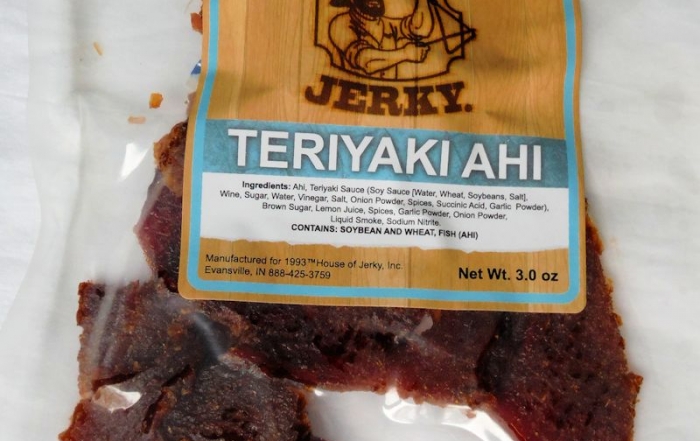 JERKY.
TERIYAKI AHI
Ingredients: Ahi, Teriyaki Sauce (Soy Sauce [Water, Wheat, Soybeans, Salt],
Wine, Sugar, Water, Vinegar, Salt, Onion Powder, Spices, Succinic Acid, Garlic Powder),
Brown Sugar, Lemon Juice, Spices, Garlic Powder, Onion Powder,
Liquid Smoke, Sodium Nitrite.
CONTAINS: SOYBEAN AND WHEAT, FISH (AHI)
Manufactured for 1993™House of Jerky, Inc.
Evansville, IN 888-425-3759
Net Wt. 3.0 oz